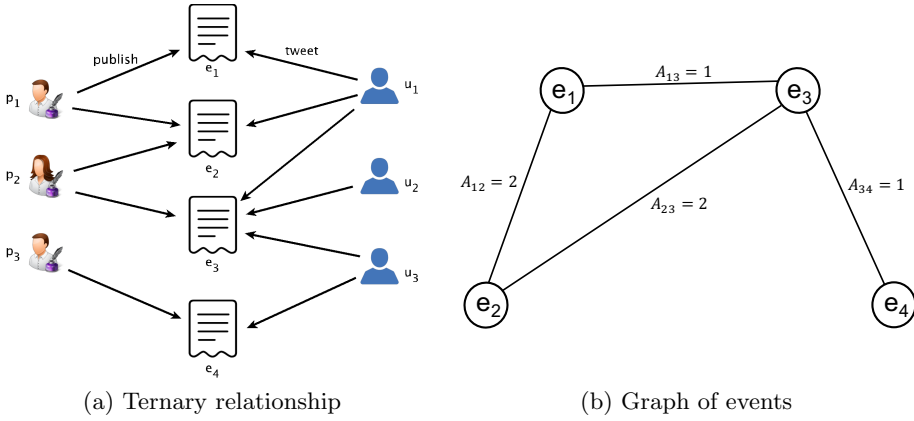 publish
tweet
e1
p1
u1
e2
p2
u2
e3
p3
u3
e4
(a) Ternary relationship
A13 = 1
e1
e3
A12 = 2
A34 = 1
A23 = 2
e2
e4
(b) Graph of events